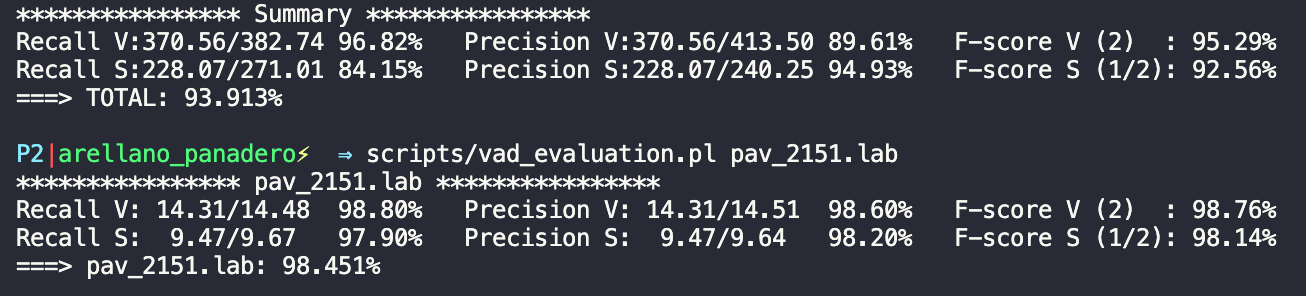 **************** Summary ****************
Recall V:370.56/382.74 96.82%   Precision V:370.56/413.50 89.61%   F-score V (2)  : 95.29%
Recall S:228.07/271.01 84.15%   Precision S:228.07/240.25 94.93%   F-score S (1/2): 92.56%
===> TOTAL: 93.913%
P2|arellano_panadero⚡  ⇒ scripts/vad_evaluation.pl pav_2151.lab
**************** pav_2151.lab ****************
Recall V: 14.31/14.48  98.80%   Precision V: 14.31/14.51  98.60%   F-score V (2)  : 98.76%
Recall S:  9.47/9.67   97.90%   Precision S:  9.47/9.64   98.20%   F-score S (1/2): 98.14%
===> pav_2151.lab: 98.451%